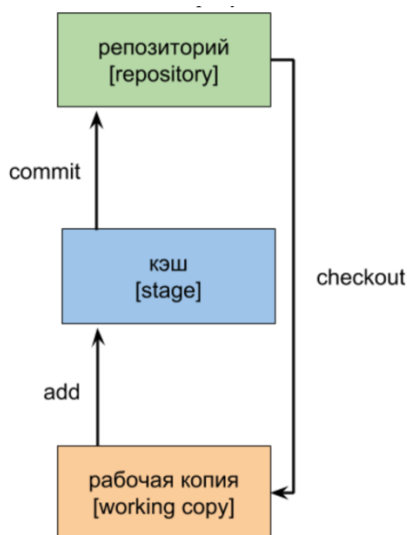 репозиторий
[repository]
commit
кэш
[stage]
checkout
add
рабочая копия
[working copy]